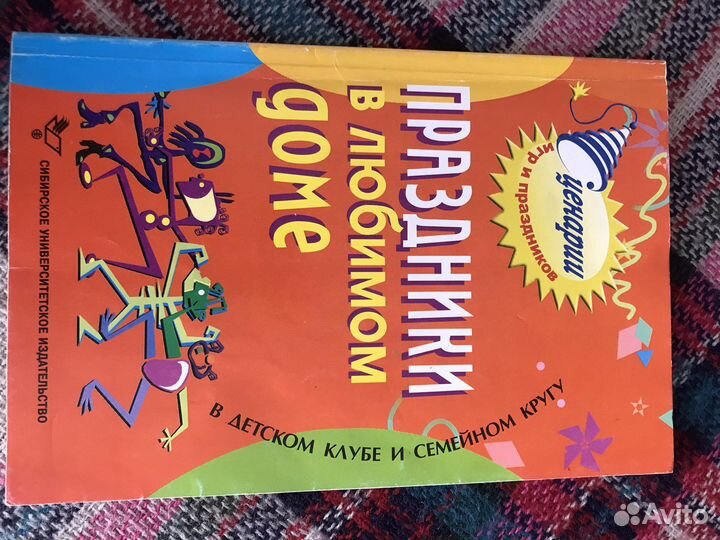 Сценарии
игр и праздников
В ДЕТСКОМ КЛУБЕ И СЕМЕЙНОМ КРУГУ
ПРАЗДНИКИ
В ЛЮБИМОМ
доме
СИБИРСКОЕ УНИВЕРСИТЕТСКОЕ ИЗДАТЕЛЬСТВО
Avito